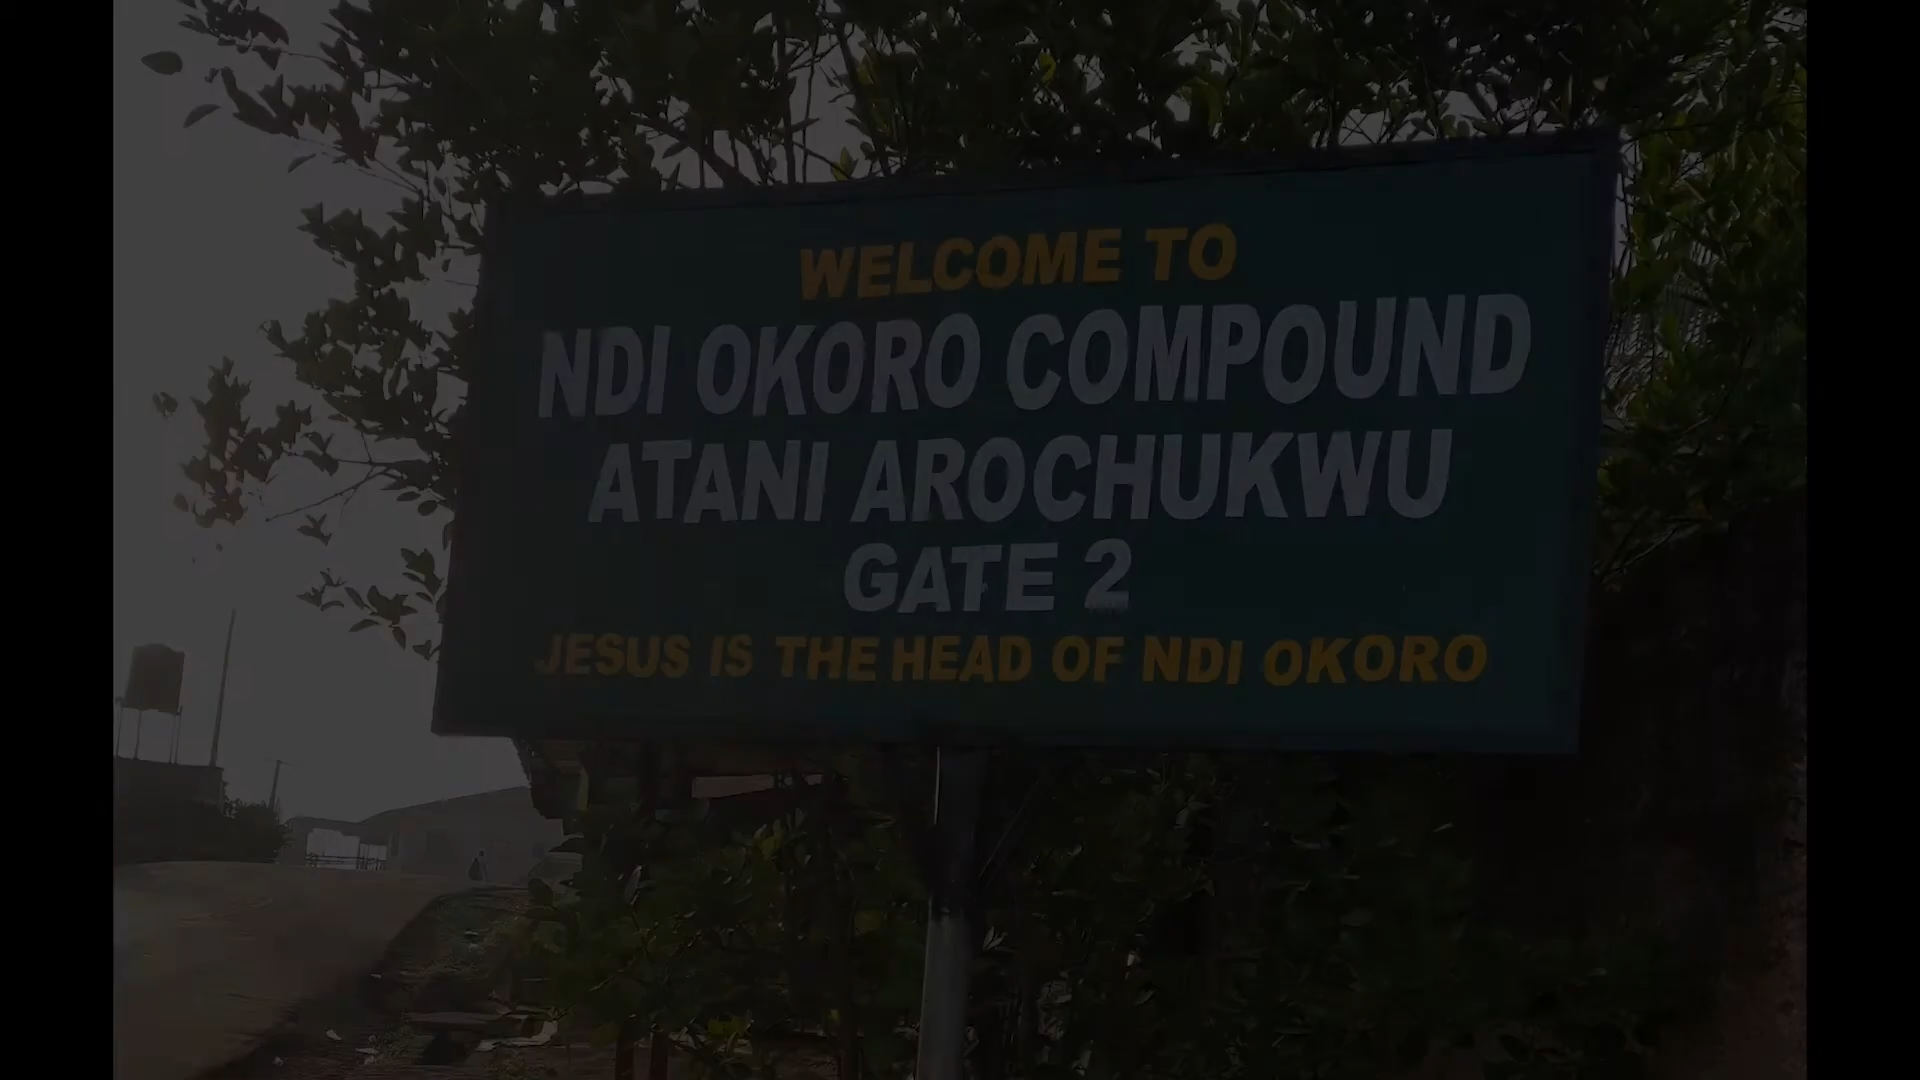 WELCOME TO
NDI OKORO COMPOUND
ATANI AROCHUKWU
GATE 2
JESUS IS THE HEAD OF NDI OKORO